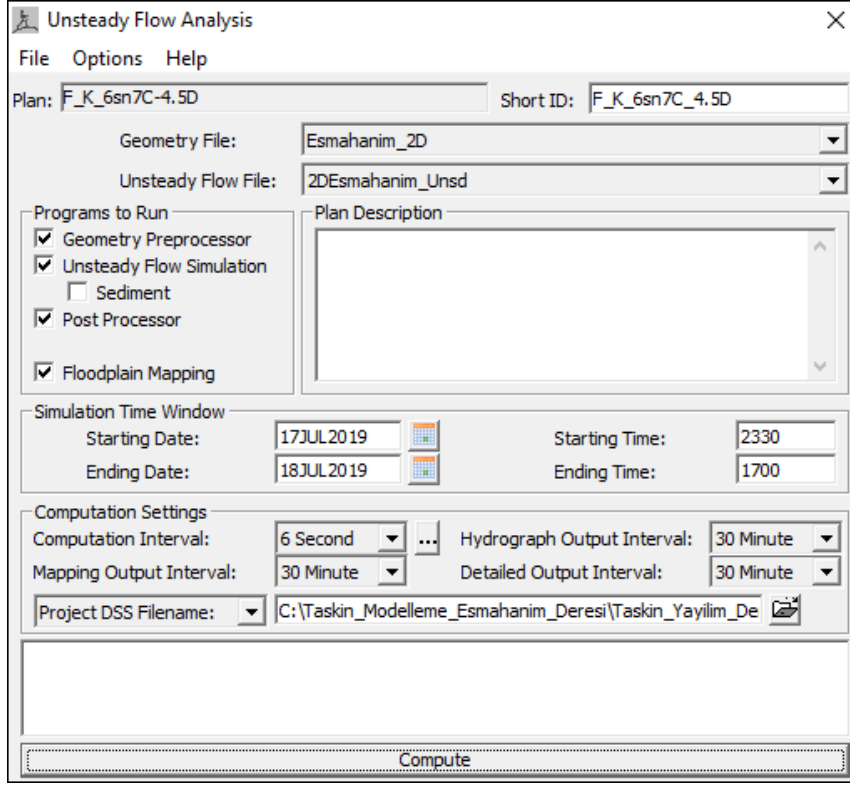 Unsteady Flow Analysis
File Options Help
Plan: F_K_6sn7C-4.5D Short ID: F_K_6sn7C_4.5D
Geometry File: Esmahanim_2D
Unsteady Flow File: 2DEsmahanim_Unsd
Programs to Run
Geometry Preprocessor
Unsteady Flow Simulation
Sediment
Post Processor
Floodplain Mapping
Plan Description
Simulation Time Window
Starting Date: 17JUL2019 Starting Time: 2330
Ending Date: 18JUL2019 Ending Time: 1700
Computation Settings
Computation Interval: 6 Second ... Hydrograph Output Interval: 30 Minute
Mapping Output Interval: 30 Minute Detailed Output Interval: 30 Minute
Project DSS Filename: C:\Taskin_Modelleme_Esmahanim_Deresi\Taskin_Yayilim_De
Compute